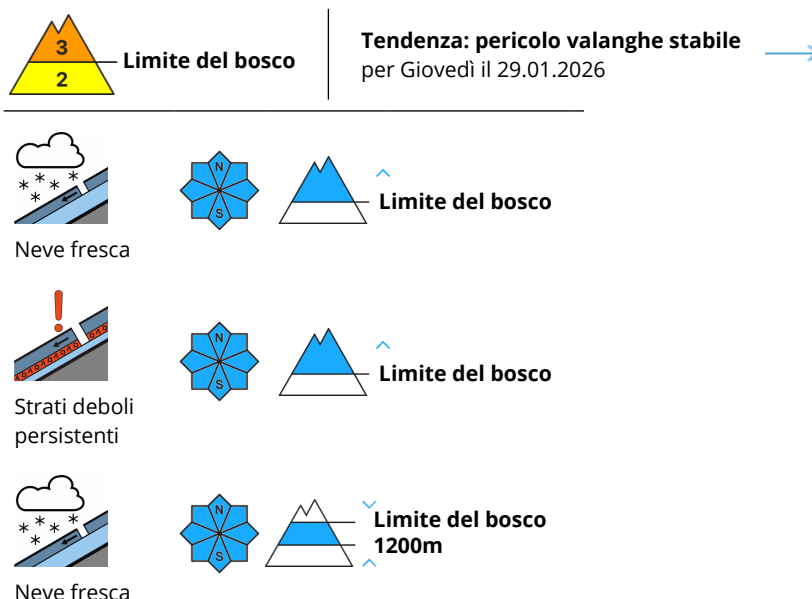 3
2
Limite del bosco
Tendenza: pericolo valanghe stabile
per Giovedì il 29.01.2026
N
S
Limite del bosco
Neve fresca
N
S
Limite del bosco
Strati deboli
persistenti
N
S
Limite del bosco
1200m
Neve fresca